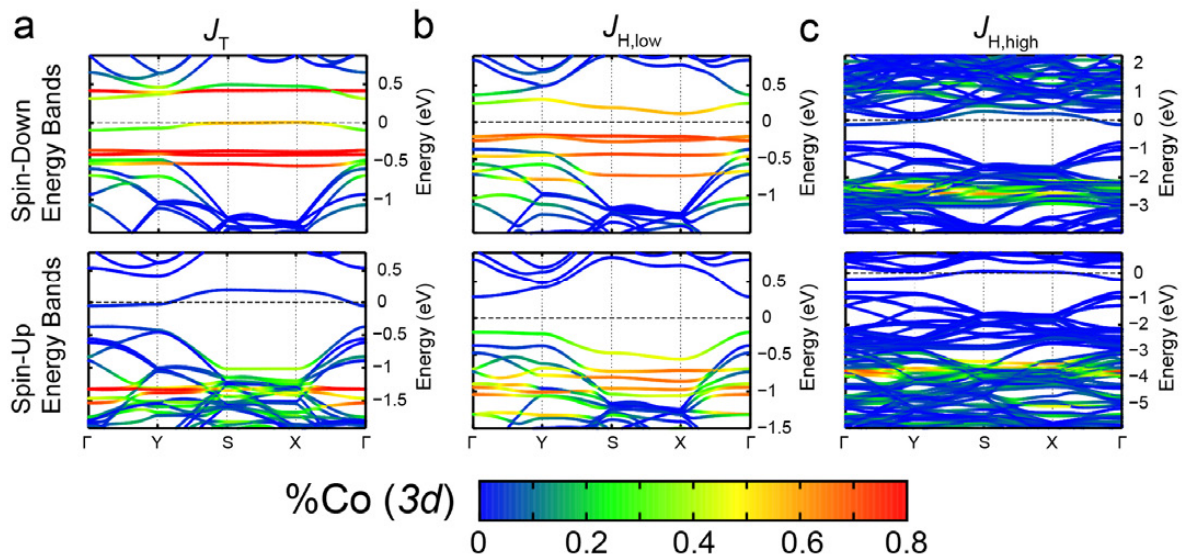 a
J_T
b
J_H,low
c
J_H,high
Spin-Down
Energy Bands
0.5
0
−0.5
−1
Energy (eV)
0.5
0
−0.5
−1
Energy (eV)
2
1
0
−1
−2
−3
Energy (eV)
Spin-Up
Energy Bands
0.5
0
−0.5
−1
−1.5
Energy (eV)
0.5
0
−0.5
−1
−1.5
Energy (eV)
0
−1
−2
−3
−4
−5
Energy (eV)
Γ Y S X Γ
Γ Y S X Γ
Γ Y S X Γ
%Co (3d)
0 0.2 0.4 0.6 0.8